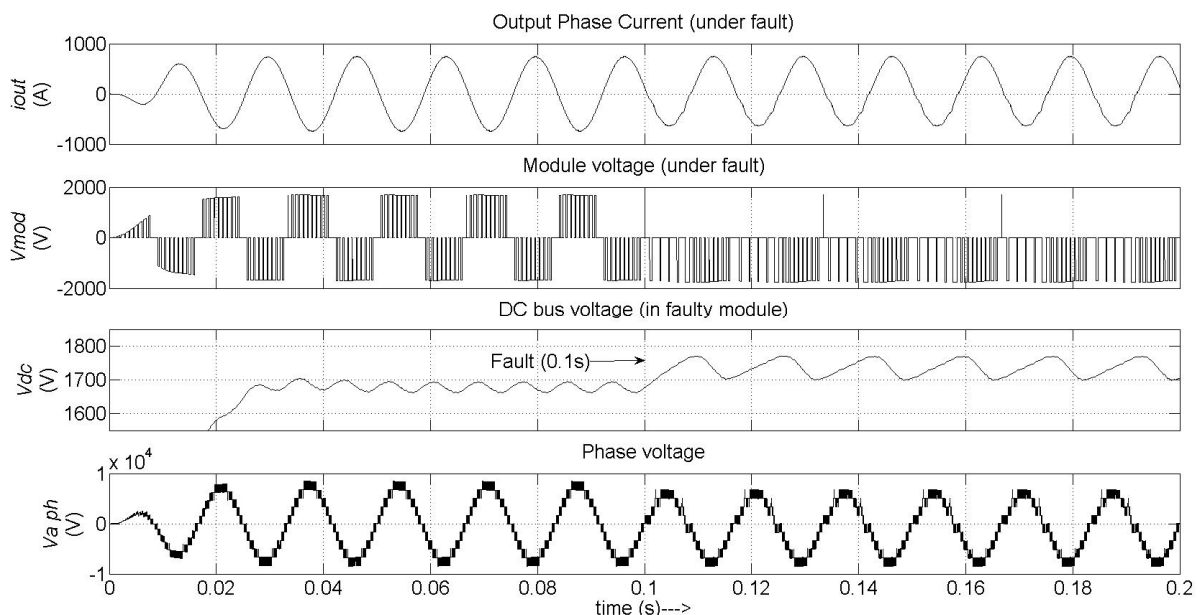 Output Phase Current (under fault)
1000
0
-1000
iout
(A)
Module voltage (under fault)
2000
0
-2000
Vmod
(V)
DC bus voltage (in faulty module)
1800
1700
1600
Vdc
(V)
Fault (0.1s)
Phase voltage
1 x 10^4
0
-1
Va ph
(V)
0 0.02 0.04 0.06 0.08 0.1 0.12 0.14 0.16 0.18 0.2
time (s)--->